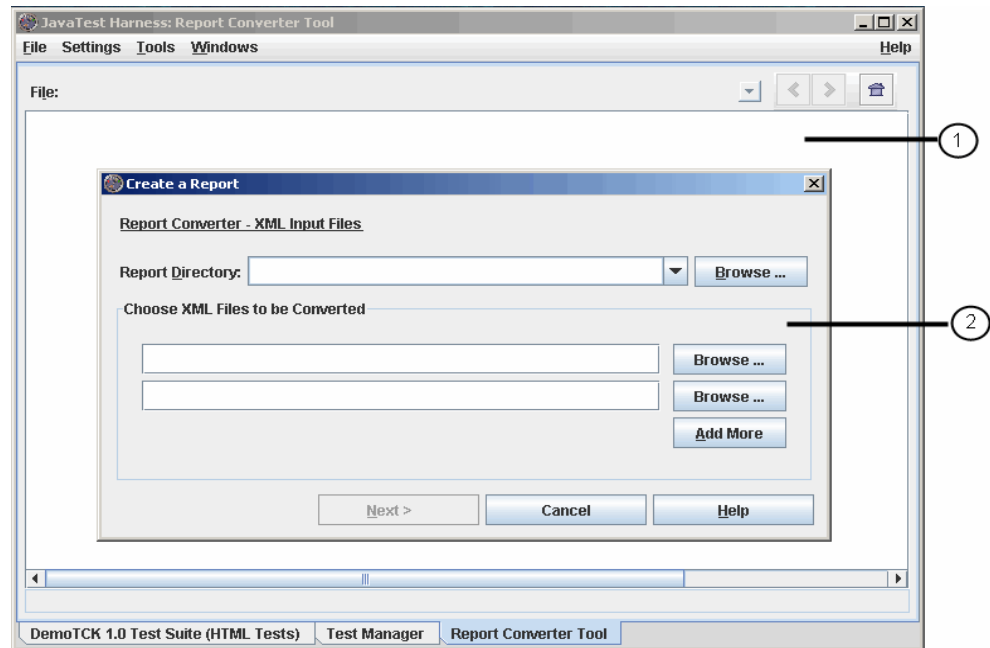 JavaTest Harness: Report Converter Tool
File Settings Tools Windows Help
File:
1
Create a Report
Report Converter - XML Input Files
Report Directory: Browse ...
Choose XML Files to be Converted
2
Browse ...
Browse ...
Add More
Next > Cancel Help
DemoTCK 1.0 Test Suite (HTML Tests) Test Manager Report Converter Tool